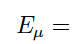 E_μ =